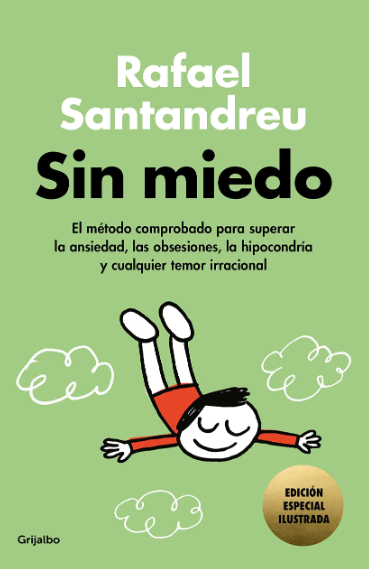 Rafael
Santandreu
Sin miedo
El método comprobado para superar
la ansiedad, las obsesiones, la hipocondría
y cualquier temor irracional
EDICIÓN
ESPECIAL
ILUSTRADA
Grijalbo